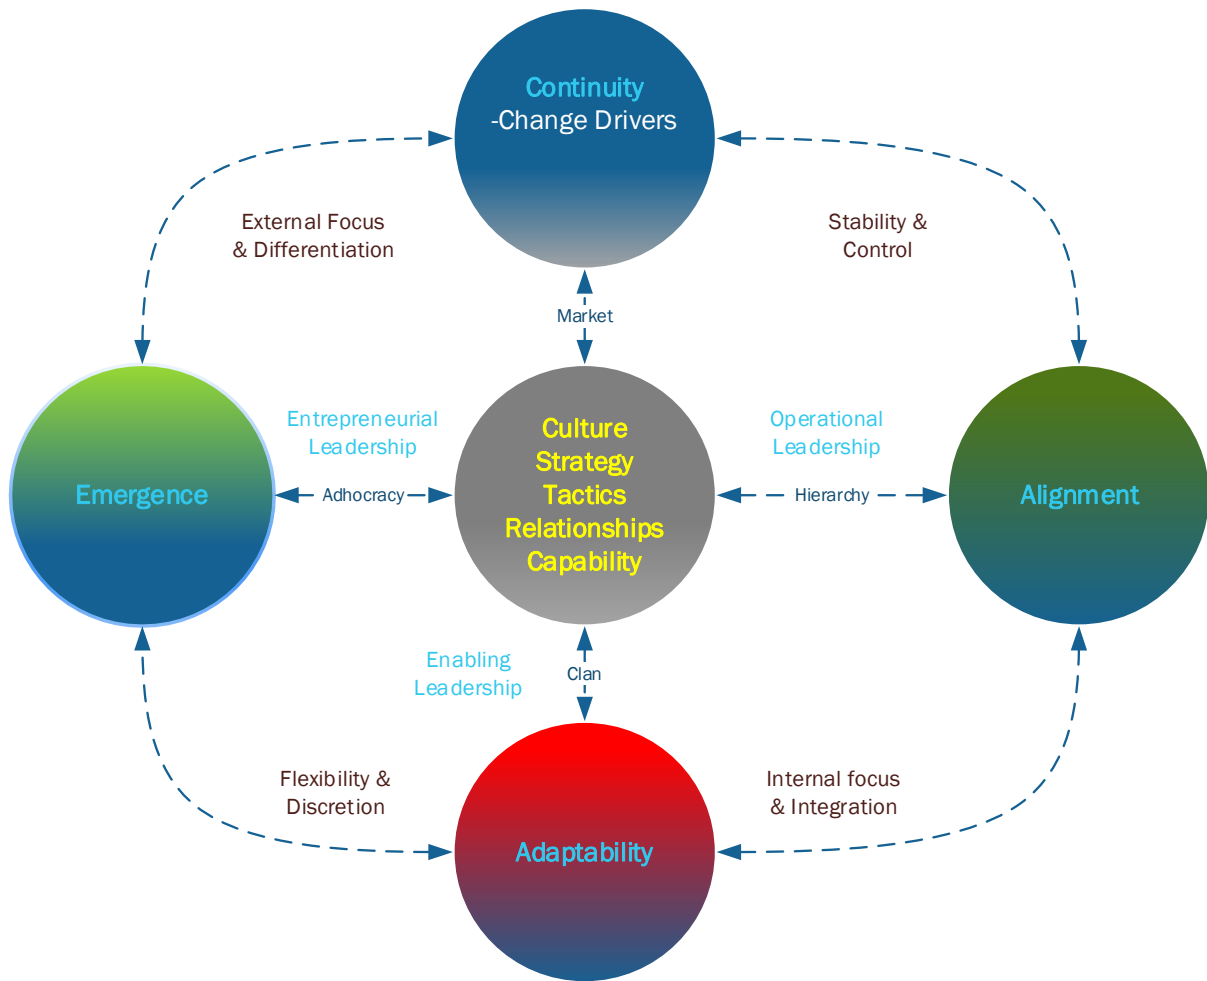 Continuity
-Change Drivers
External Focus
& Differentiation
Stability &
Control
Market
Entrepreneurial
Leadership
Operational
Leadership
Culture
Strategy
Tactics
Relationships
Capability
Emergence
Adhocracy
Hierarchy
Alignment
Enabling
Leadership
Clan
Flexibility &
Discretion
Internal focus
& Integration
Adaptability